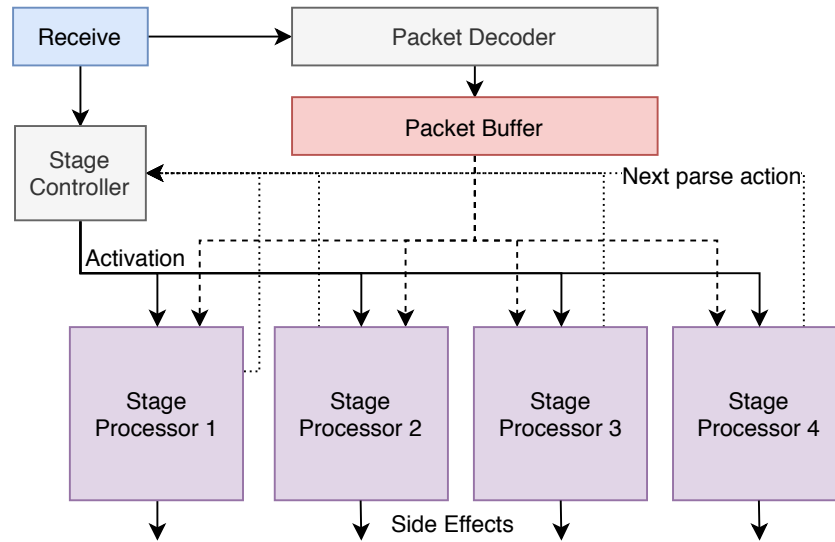 Receive
Packet Decoder
Packet Buffer
Stage
Controller
Next parse action
Activation
Stage
Processor 1
Stage
Processor 2
Stage
Processor 3
Stage
Processor 4
Side Effects